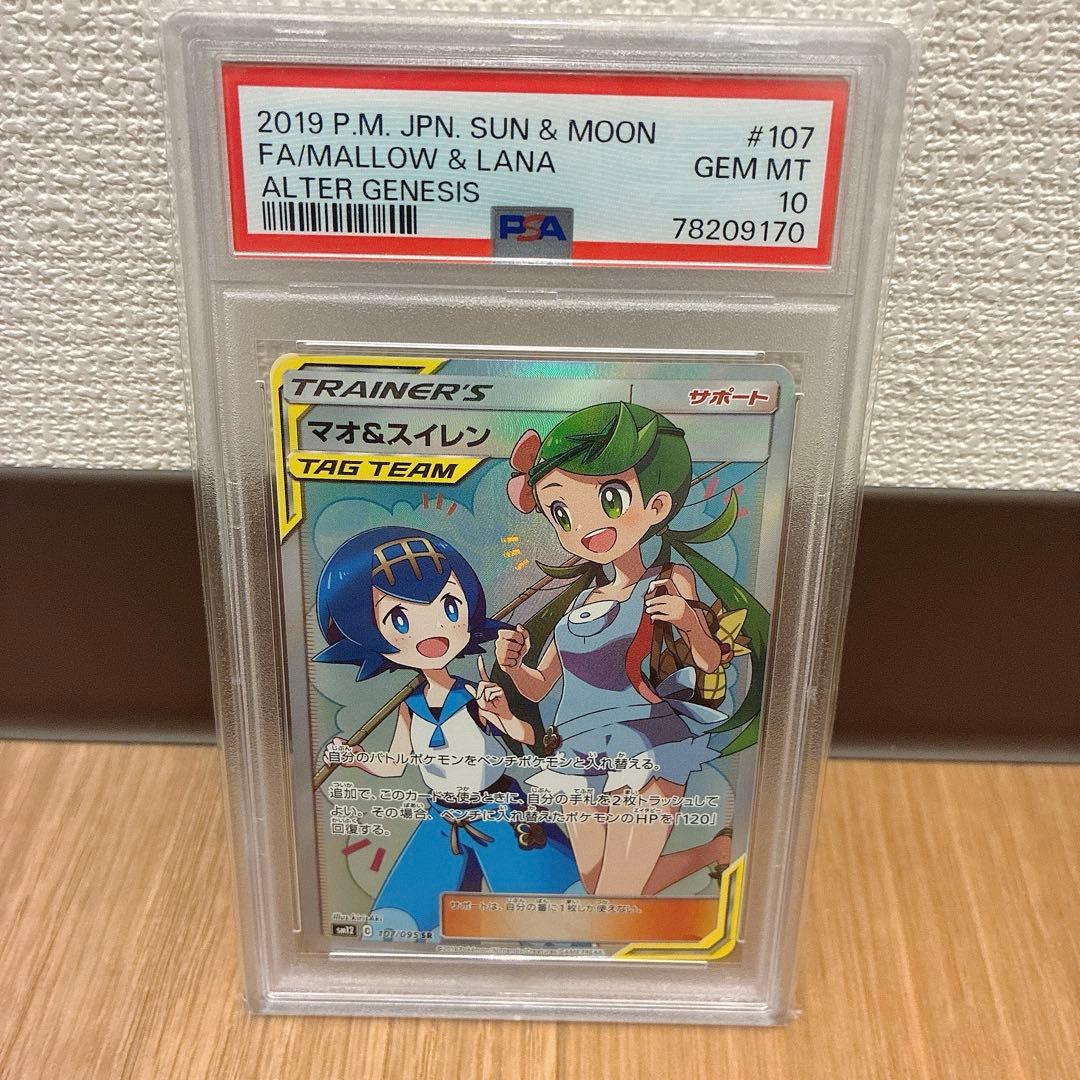 2019 P.M. JPN. SUN & MOON #107
FA/MALLOW & LANA GEM MT
ALTER GENESIS 10
PSA 78209170
TRAINER'S サポート
マオ&スイレン
TAG TEAM
自分のバトルポケモンをベンチポケモンと入れ替える。
追加で、このカードを使うときに、自分の手札を2枚トラッシュして
よい。その場合、ベンチに入れ替えたポケモンのHPを「120」
回復する。
サポートは、自分の番に1枚しか使えない。
Illus. kirisAki
sm12 C 107/095 SR